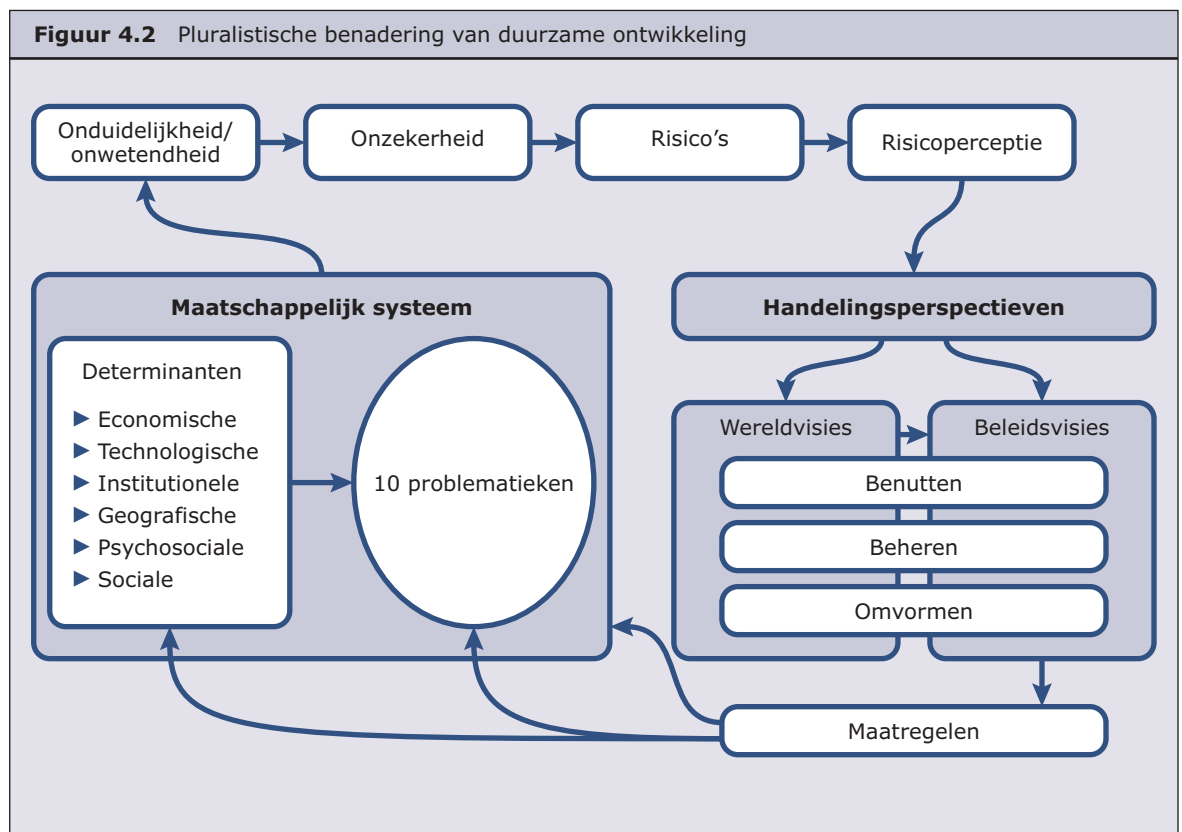 Figuur 4.2 Pluralistische benadering van duurzame ontwikkeling
Onduidelijkheid/
onwetendheid
Onzekerheid
Risico's
Risicoperceptie
Maatschappelijk systeem
Determinanten
► Economische
► Technologische
► Institutionele
► Geografische
► Psychosociale
► Sociale
10 problematieken
Handelingsperspectieven
Wereldvisies
Beleidsvisies
Benutten
Beheren
Omvormen
Maatregelen